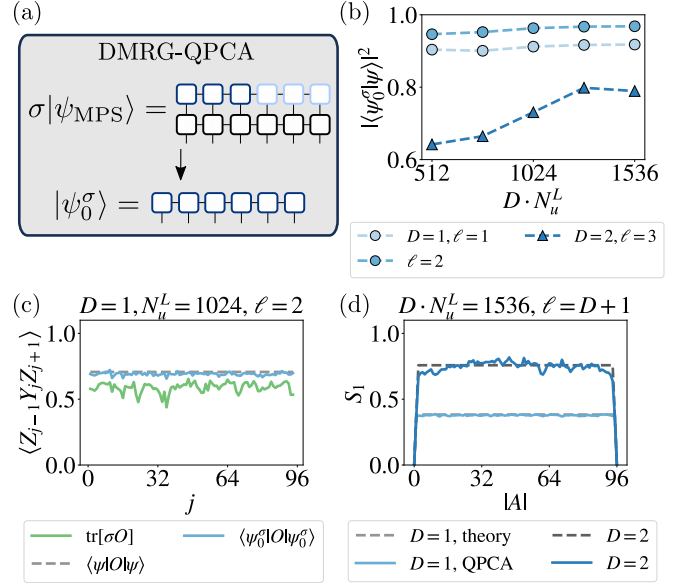 (a)
DMRG-QPCA
σ|ψ_MPS⟩ =
|ψ_0^σ⟩ =
(b)
|⟨ψ_0^σ|ψ⟩|²
1.0
0.8
0.6
512
1024
1536
D · N_u^L
D = 1, ℓ = 1
ℓ = 2
D = 2, ℓ = 3
(c)
D = 1, N_u^L = 1024, ℓ = 2
⟨Z_{j−1}Y_jZ_{j+1}⟩
1.0
0.5
0.0
0
32
64
96
j
tr[σO]
⟨ψ|O|ψ⟩
⟨ψ_0^σ|O|ψ_0^σ⟩
(d)
D · N_u^L = 1536, ℓ = D + 1
S_1
1.0
0.5
0.0
0
32
64
96
|A|
D = 1, theory
D = 1, QPCA
D = 2
D = 2